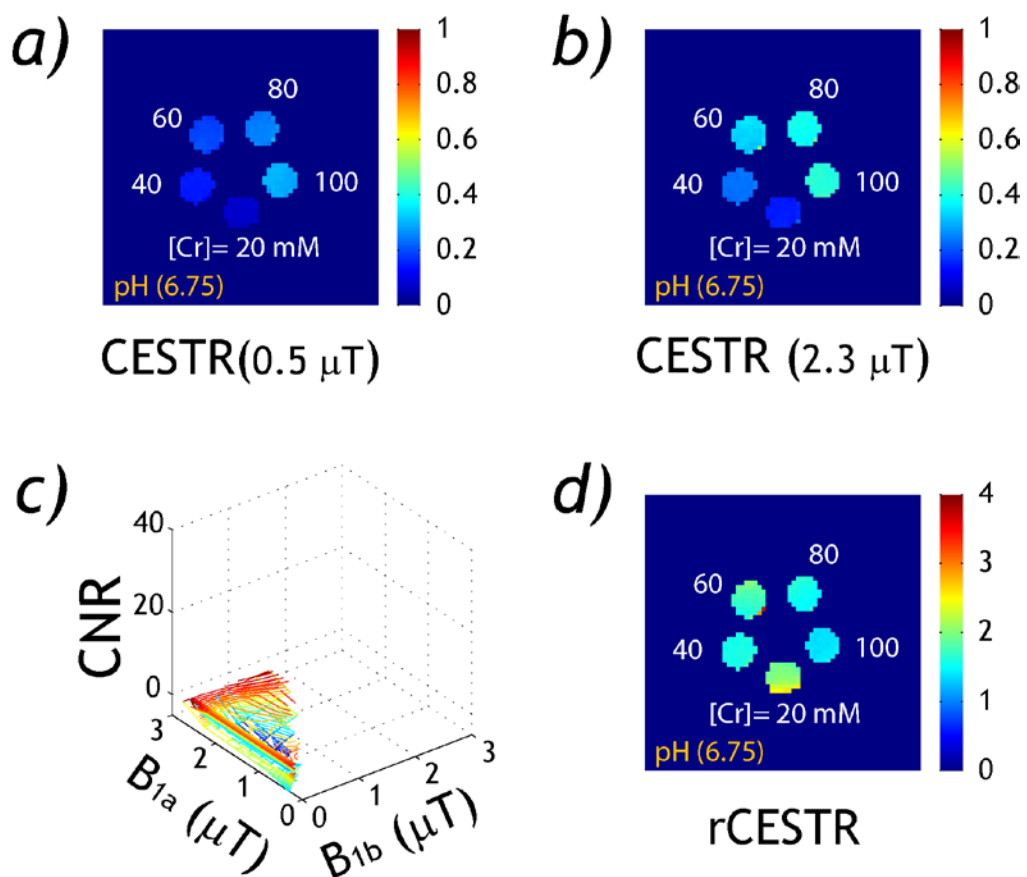 a)
60
80
40
100
[Cr]= 20 mM
pH (6.75)
1
0.8
0.6
0.4
0.2
0
CESTR(0.5 μT)
b)
60
80
40
100
[Cr]= 20 mM
pH (6.75)
1
0.8
0.6
0.4
0.2
0
CESTR (2.3 μT)
c)
CNR
40
20
0
3
2
1
0
B1a (μT)
0
1
2
3
B1b (μT)
d)
60
80
40
100
[Cr]= 20 mM
pH (6.75)
4
3
2
1
0
rCESTR